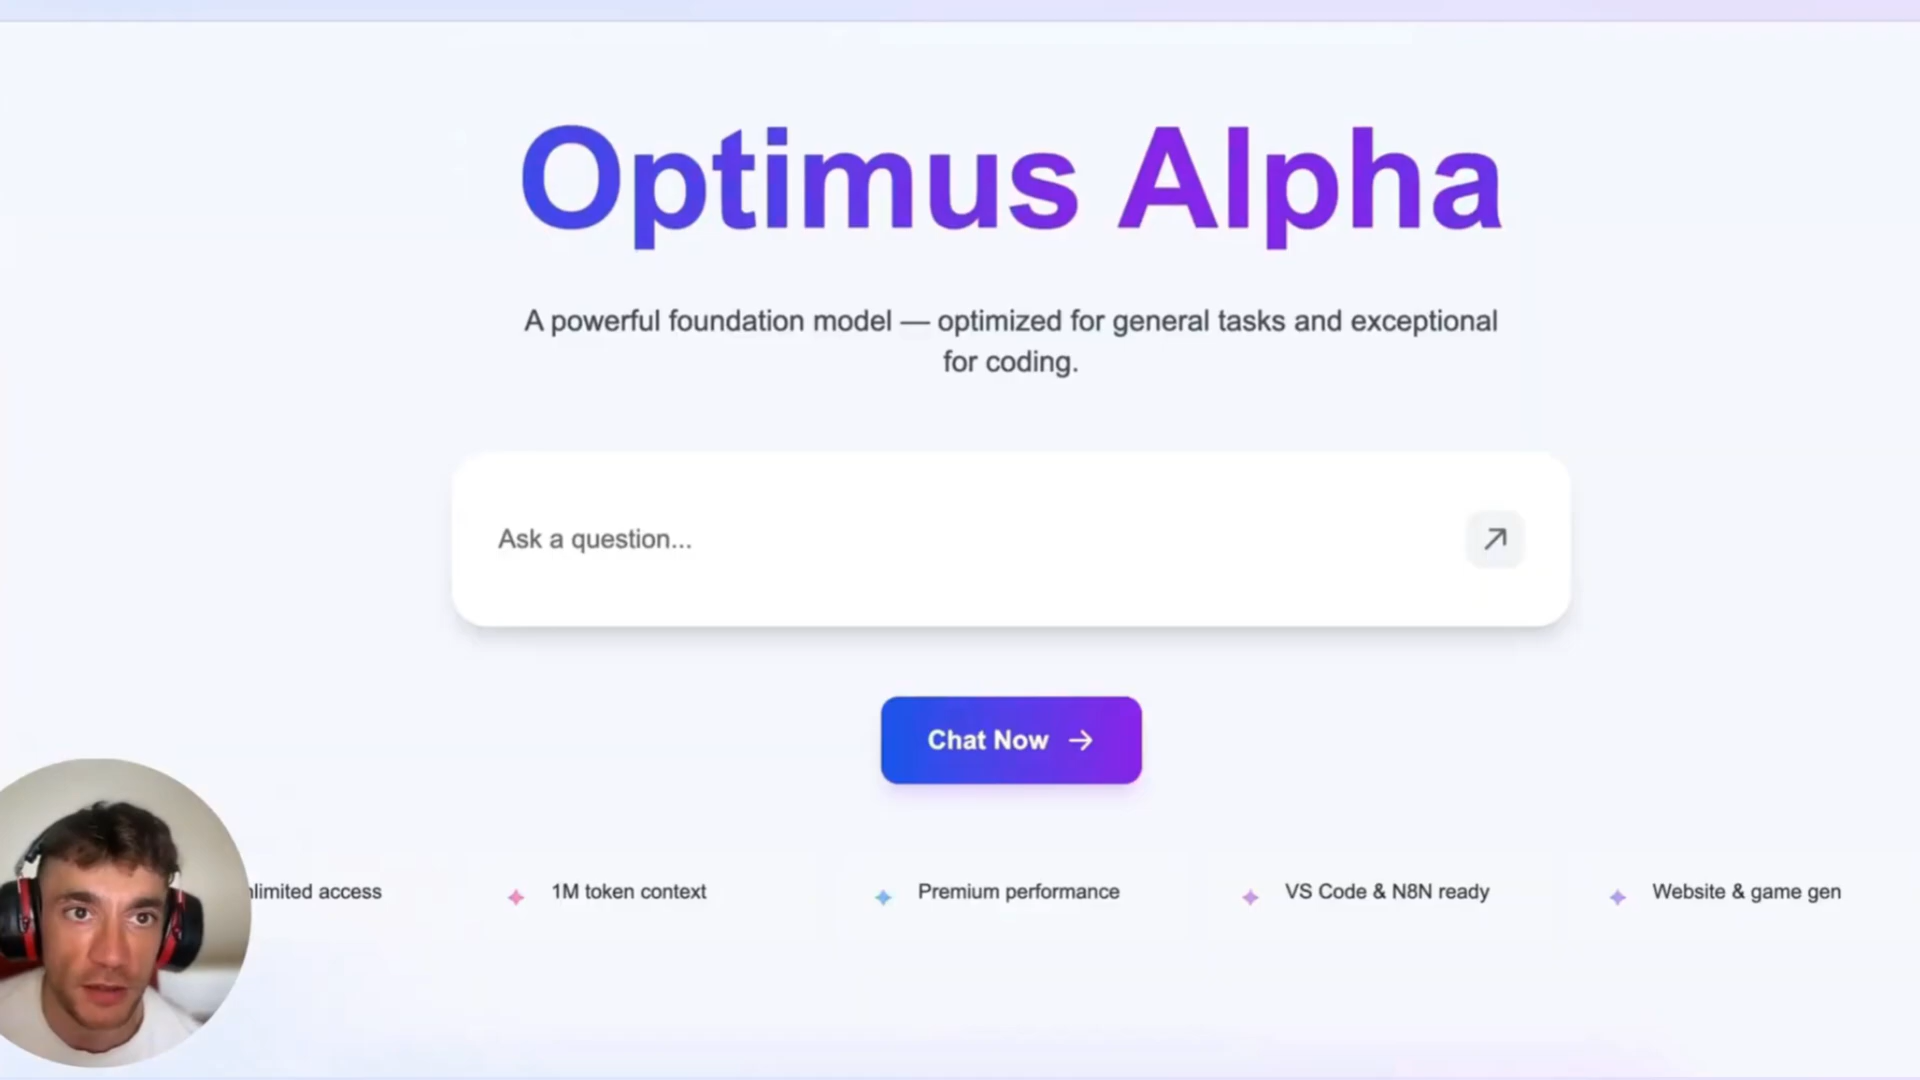 Optimus Alpha
A powerful foundation model — optimized for general tasks and exceptional
for coding.
Ask a question...
Chat Now
access
1M token context
Premium performance
VS Code & N8N ready
Website & game gen